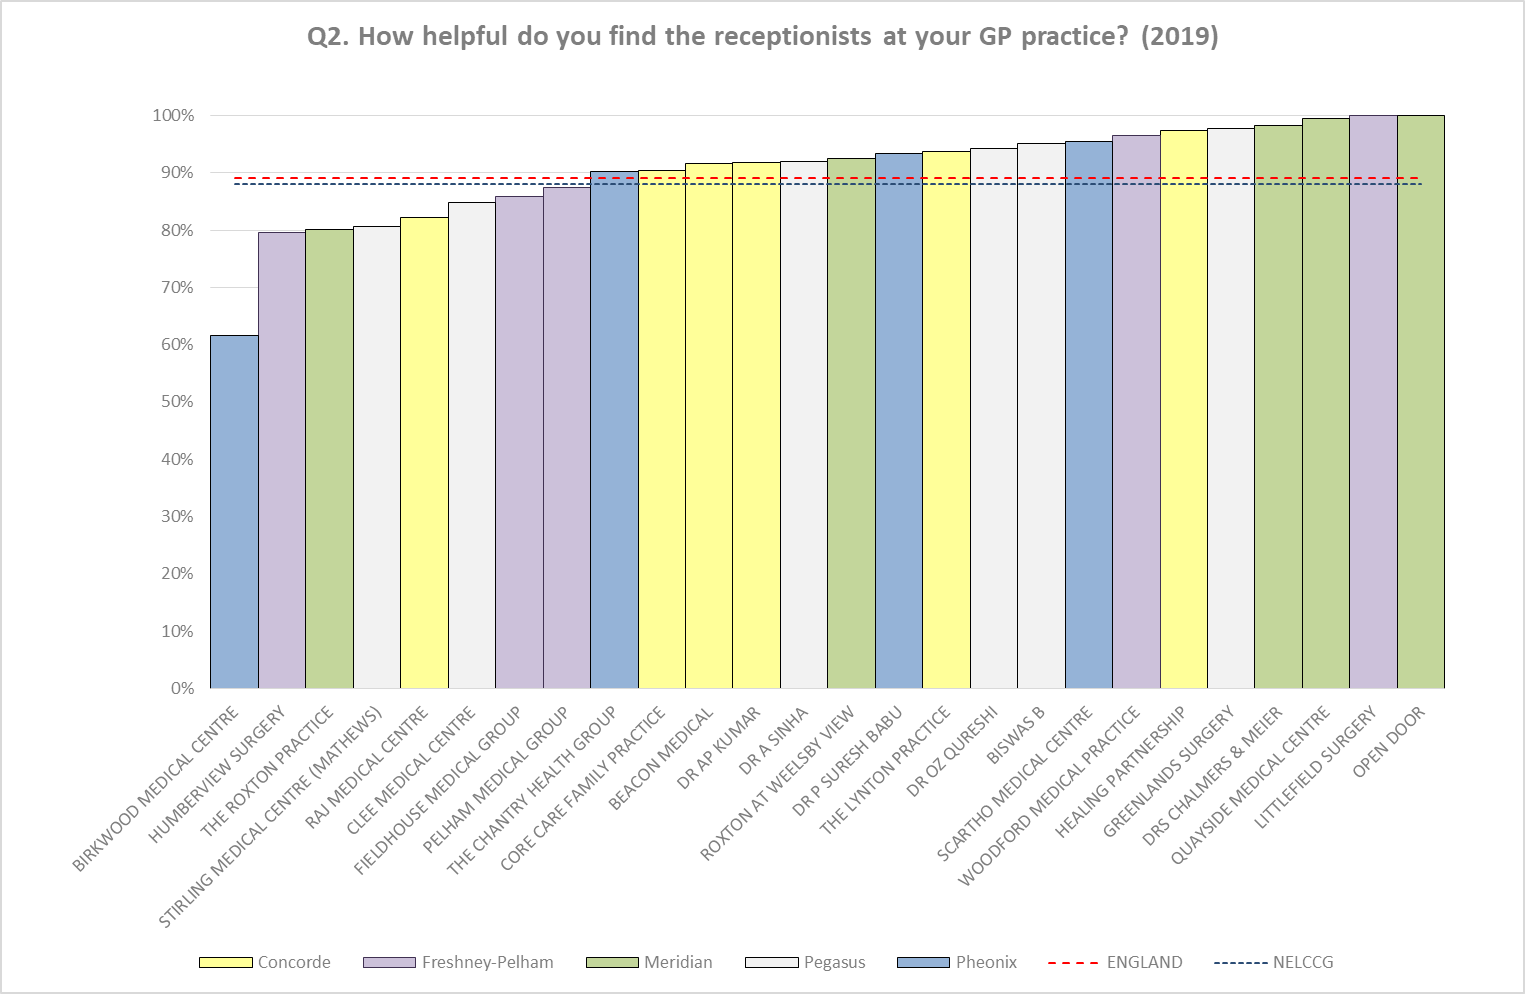 Q2. How helpful do you find the receptionists at your GP practice? (2019)
100%
90%
80%
70%
60%
50%
40%
30%
20%
10%
0%
BIRKWOOD MEDICAL CENTRE
HUMBERVIEW SURGERY
THE ROXTON PRACTICE
STIRLING MEDICAL CENTRE (MATHEWS)
RAJ MEDICAL CENTRE
CLEE MEDICAL CENTRE
FIELDHOUSE MEDICAL GROUP
PELHAM MEDICAL GROUP
THE CHANTRY HEALTH GROUP
CORE CARE FAMILY PRACTICE
BEACON MEDICAL
DR AP KUMAR
DR A SINHA
ROXTON AT WEELSBY VIEW
DR P SURESH BABU
THE LYNTON PRACTICE
DR OZ QURESHI
BISWAS B
SCARTHO MEDICAL CENTRE
WOODFORD MEDICAL PRACTICE
HEALING PARTNERSHIP
GREENLANDS SURGERY
DRS CHALMERS & MEIER
QUAYSIDE MEDICAL CENTRE
LITTLEFIELD SURGERY
OPEN DOOR
Concorde
Freshney-Pelham
Meridian
Pegasus
Pheonix
ENGLAND
NELCCG